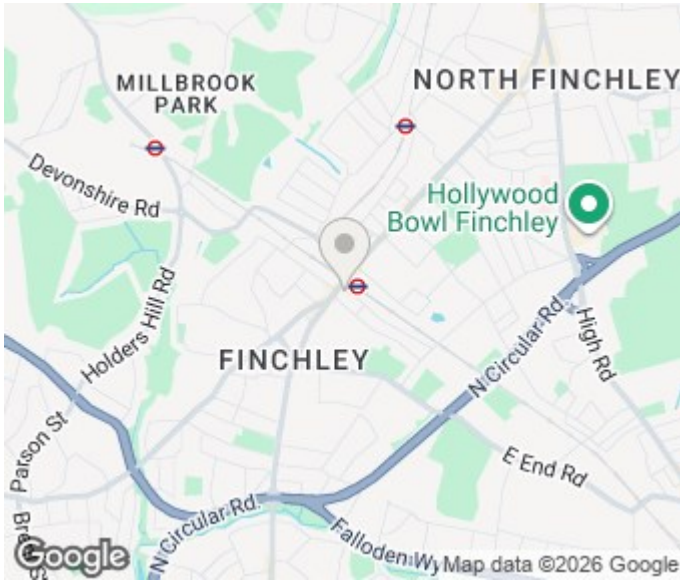 MILLBROOK
PARK
NORTH FINCHLEY
Devonshire Rd
Hollywood
Bowl Finchley
Holders Hill Rd
FINCHLEY
N Circular Rd
High Rd
Parson St
E End Rd
N Circular Rd.
Falloden Wy
Google
Map data ©2026 Google